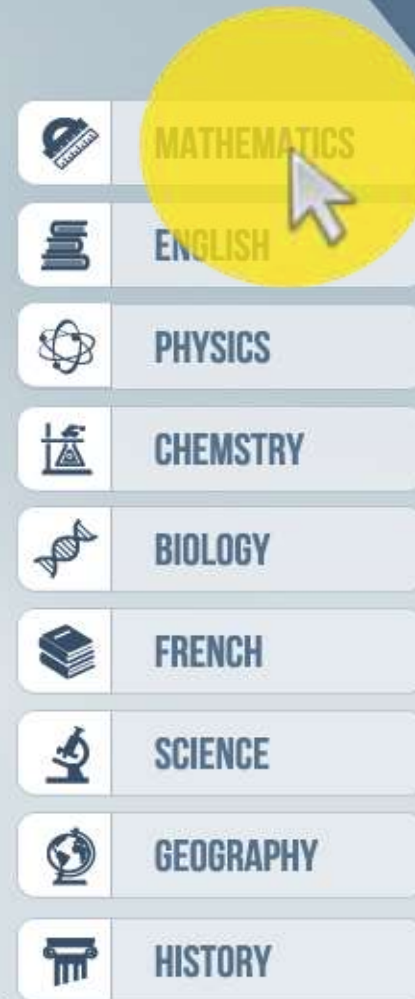 MATHEMATICS
ENGLISH
PHYSICS
CHEMSTRY
BIOLOGY
FRENCH
SCIENCE
GEOGRAPHY
HISTORY